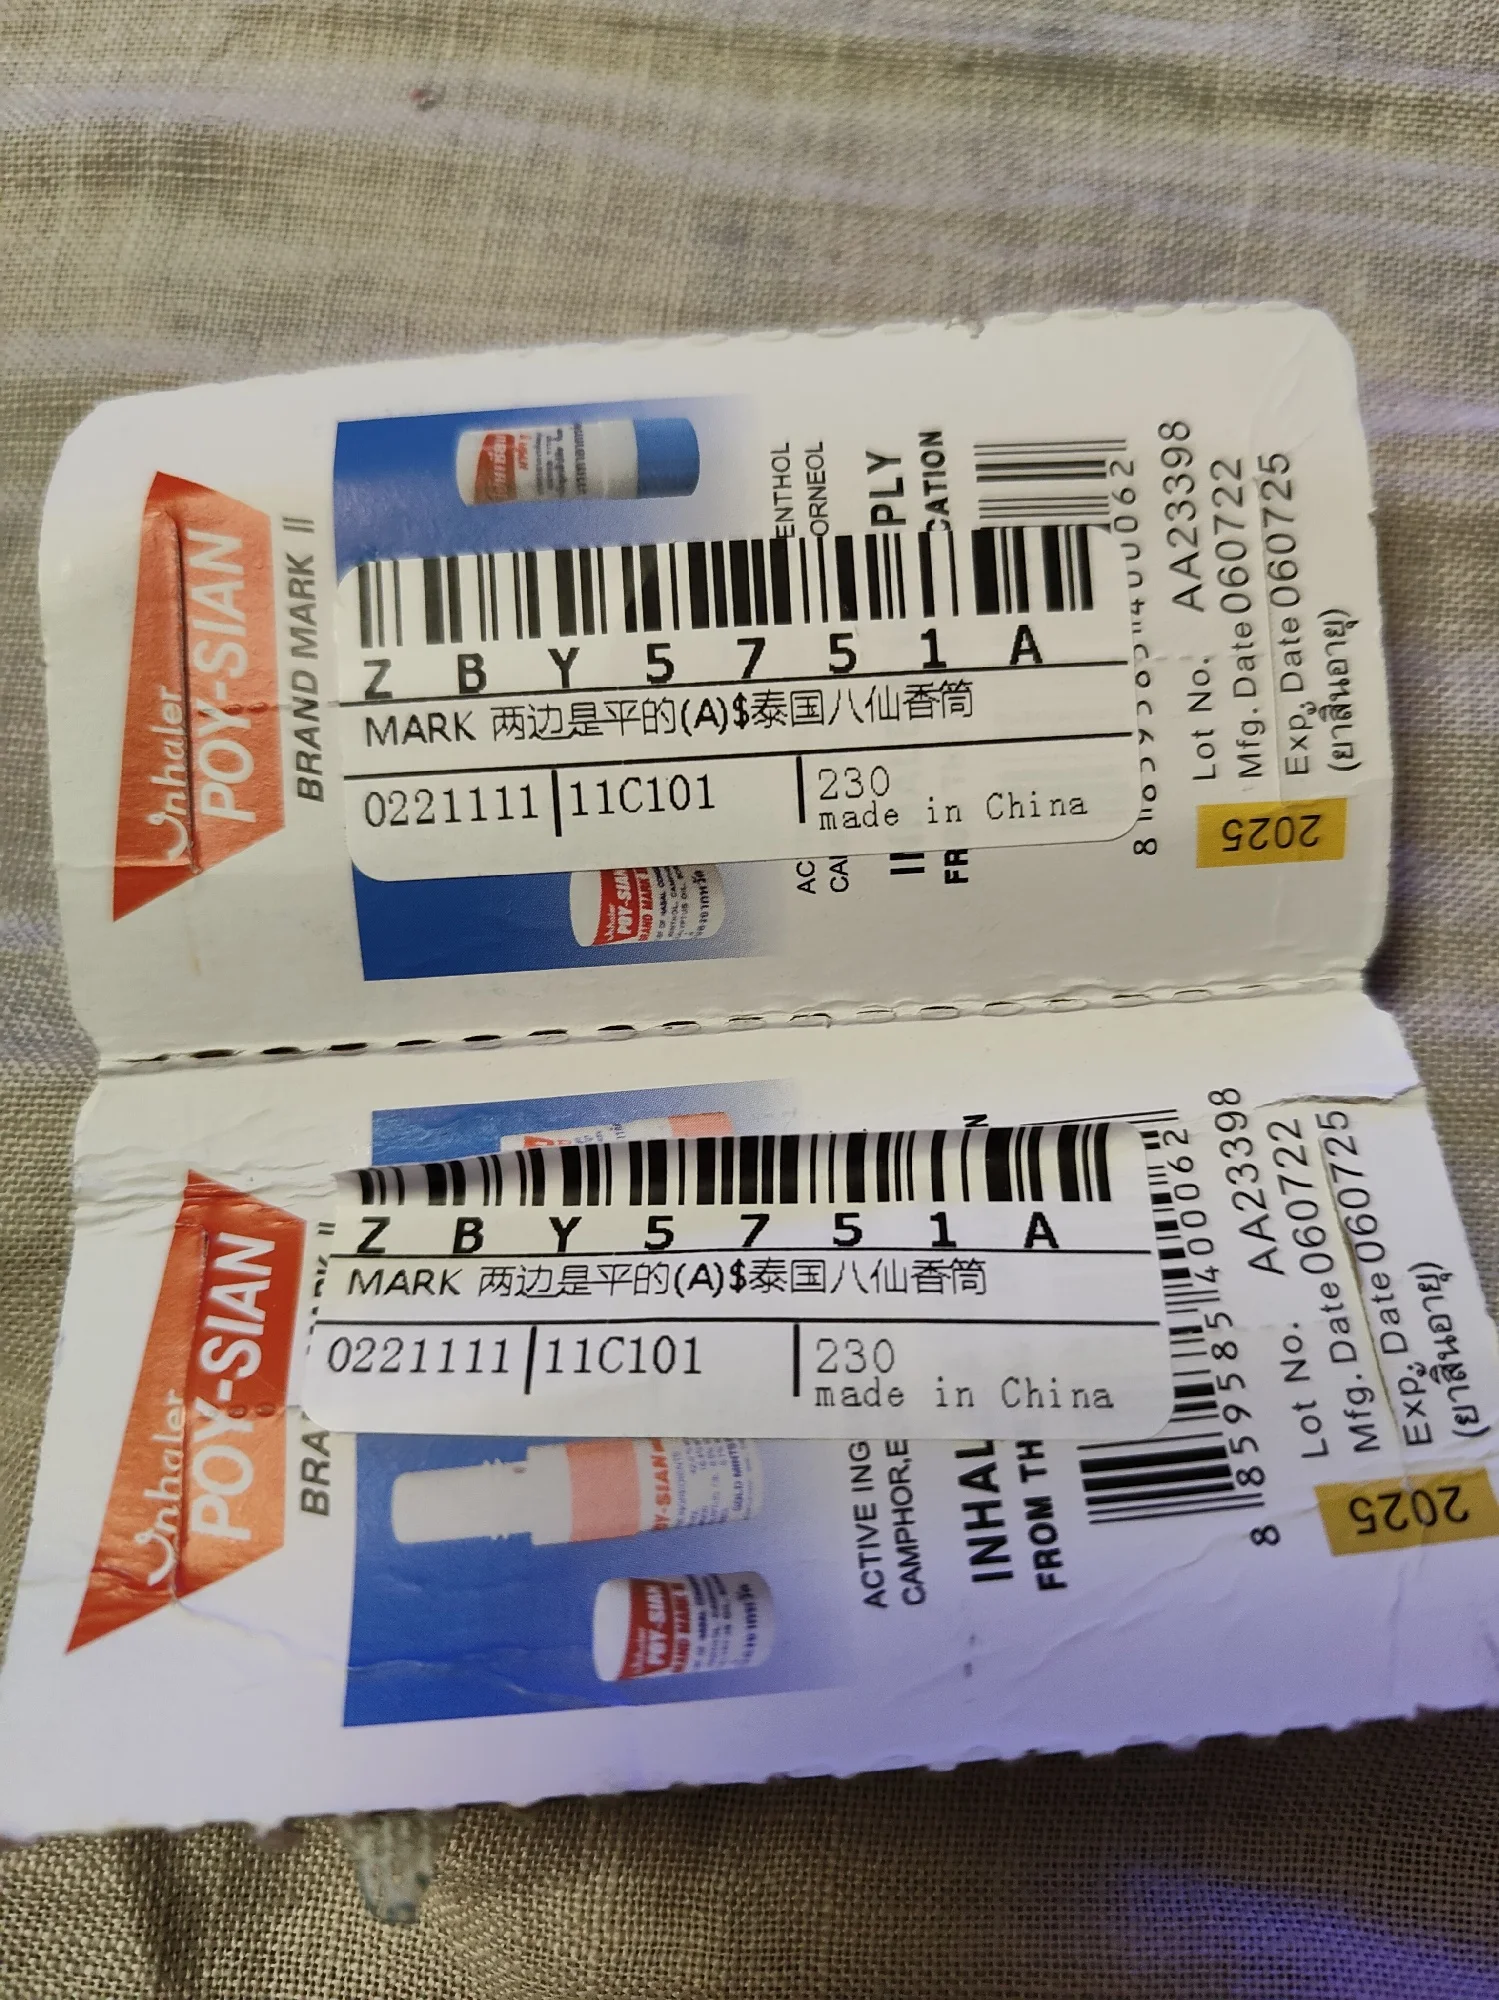 Inhaler
POY-SIAN
BRAND MARK II
ENTHOL
ORNEOL
PLY
CATION
Z B Y 5 7 5 1 A
MARK 两边是平的(A)$泰国八仙香筒
0221111 11C101 230
made in China
Lot No. AA23398
Mfg. Date 060722
Exp. Date 060725
(ยาสิ้นอายุ)
2025
Inhaler
POY-SIAN
Z B Y 5 7 5 1 A
MARK 两边是平的(A)$泰国八仙香筒
0221111 11C101 230
made in China
ACTIVE ING
CAMPHOR,E
INHAL
FROM TH
8 859585 400062
Lot No. AA23398
Mfg. Date 060722
Exp. Date 060725
(ยาสิ้นอายุ)
2025